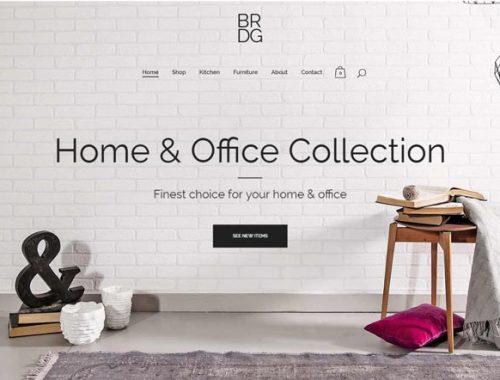 BR
DG
Home Shop Kitchen Furniture About Contact 0
Home & Office Collection
Finest choice for your home & office
SEE NEW ITEMS
&